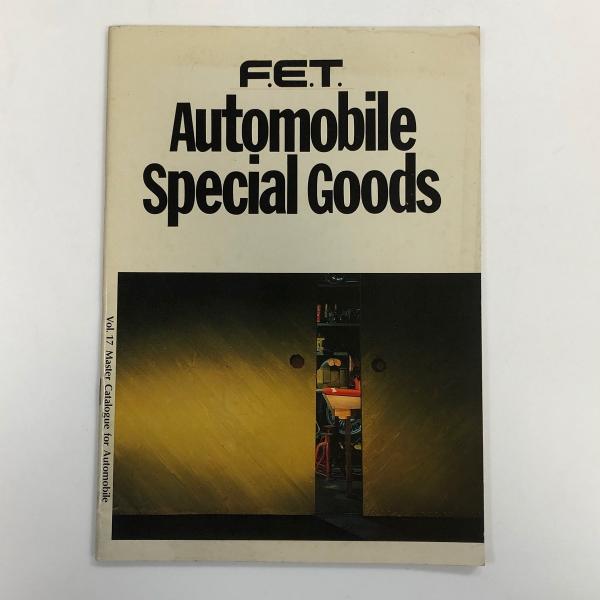 F.E.T.
Automobile
Special Goods
Vol. 17 Master Catalogue for Automobile